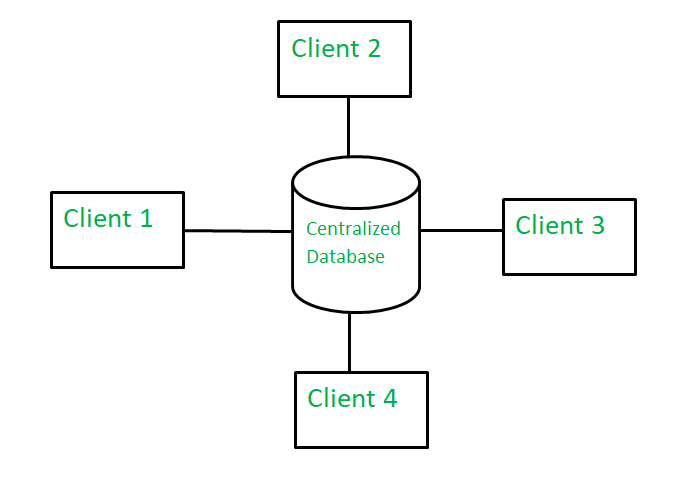 Client 2
Client 1
Centralized
Database
Client 3
Client 4